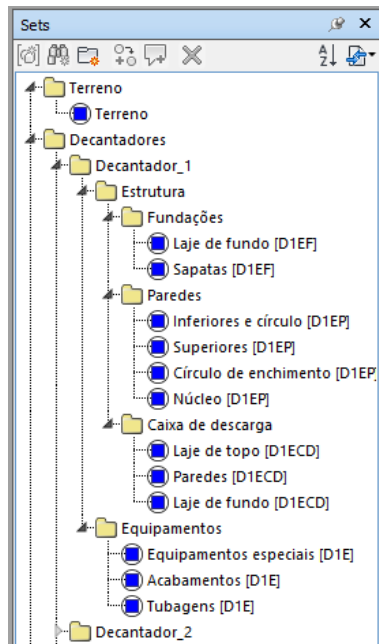 Sets
Terreno
Terreno
Decantadores
Decantador_1
Estrutura
Fundações
Laje de fundo [D1EF]
Sapatas [D1EF]
Paredes
Inferiores e círculo [D1EP]
Superiores [D1EP]
Círculo de enchimento [D1EP
Núcleo [D1EP]
Caixa de descarga
Laje de topo [D1ECD]
Paredes [D1ECD]
Laje de fundo [D1ECD]
Equipamentos
Equipamentos especiais [D1E]
Acabamentos [D1E]
Tubagens [D1E]
Decantador_2